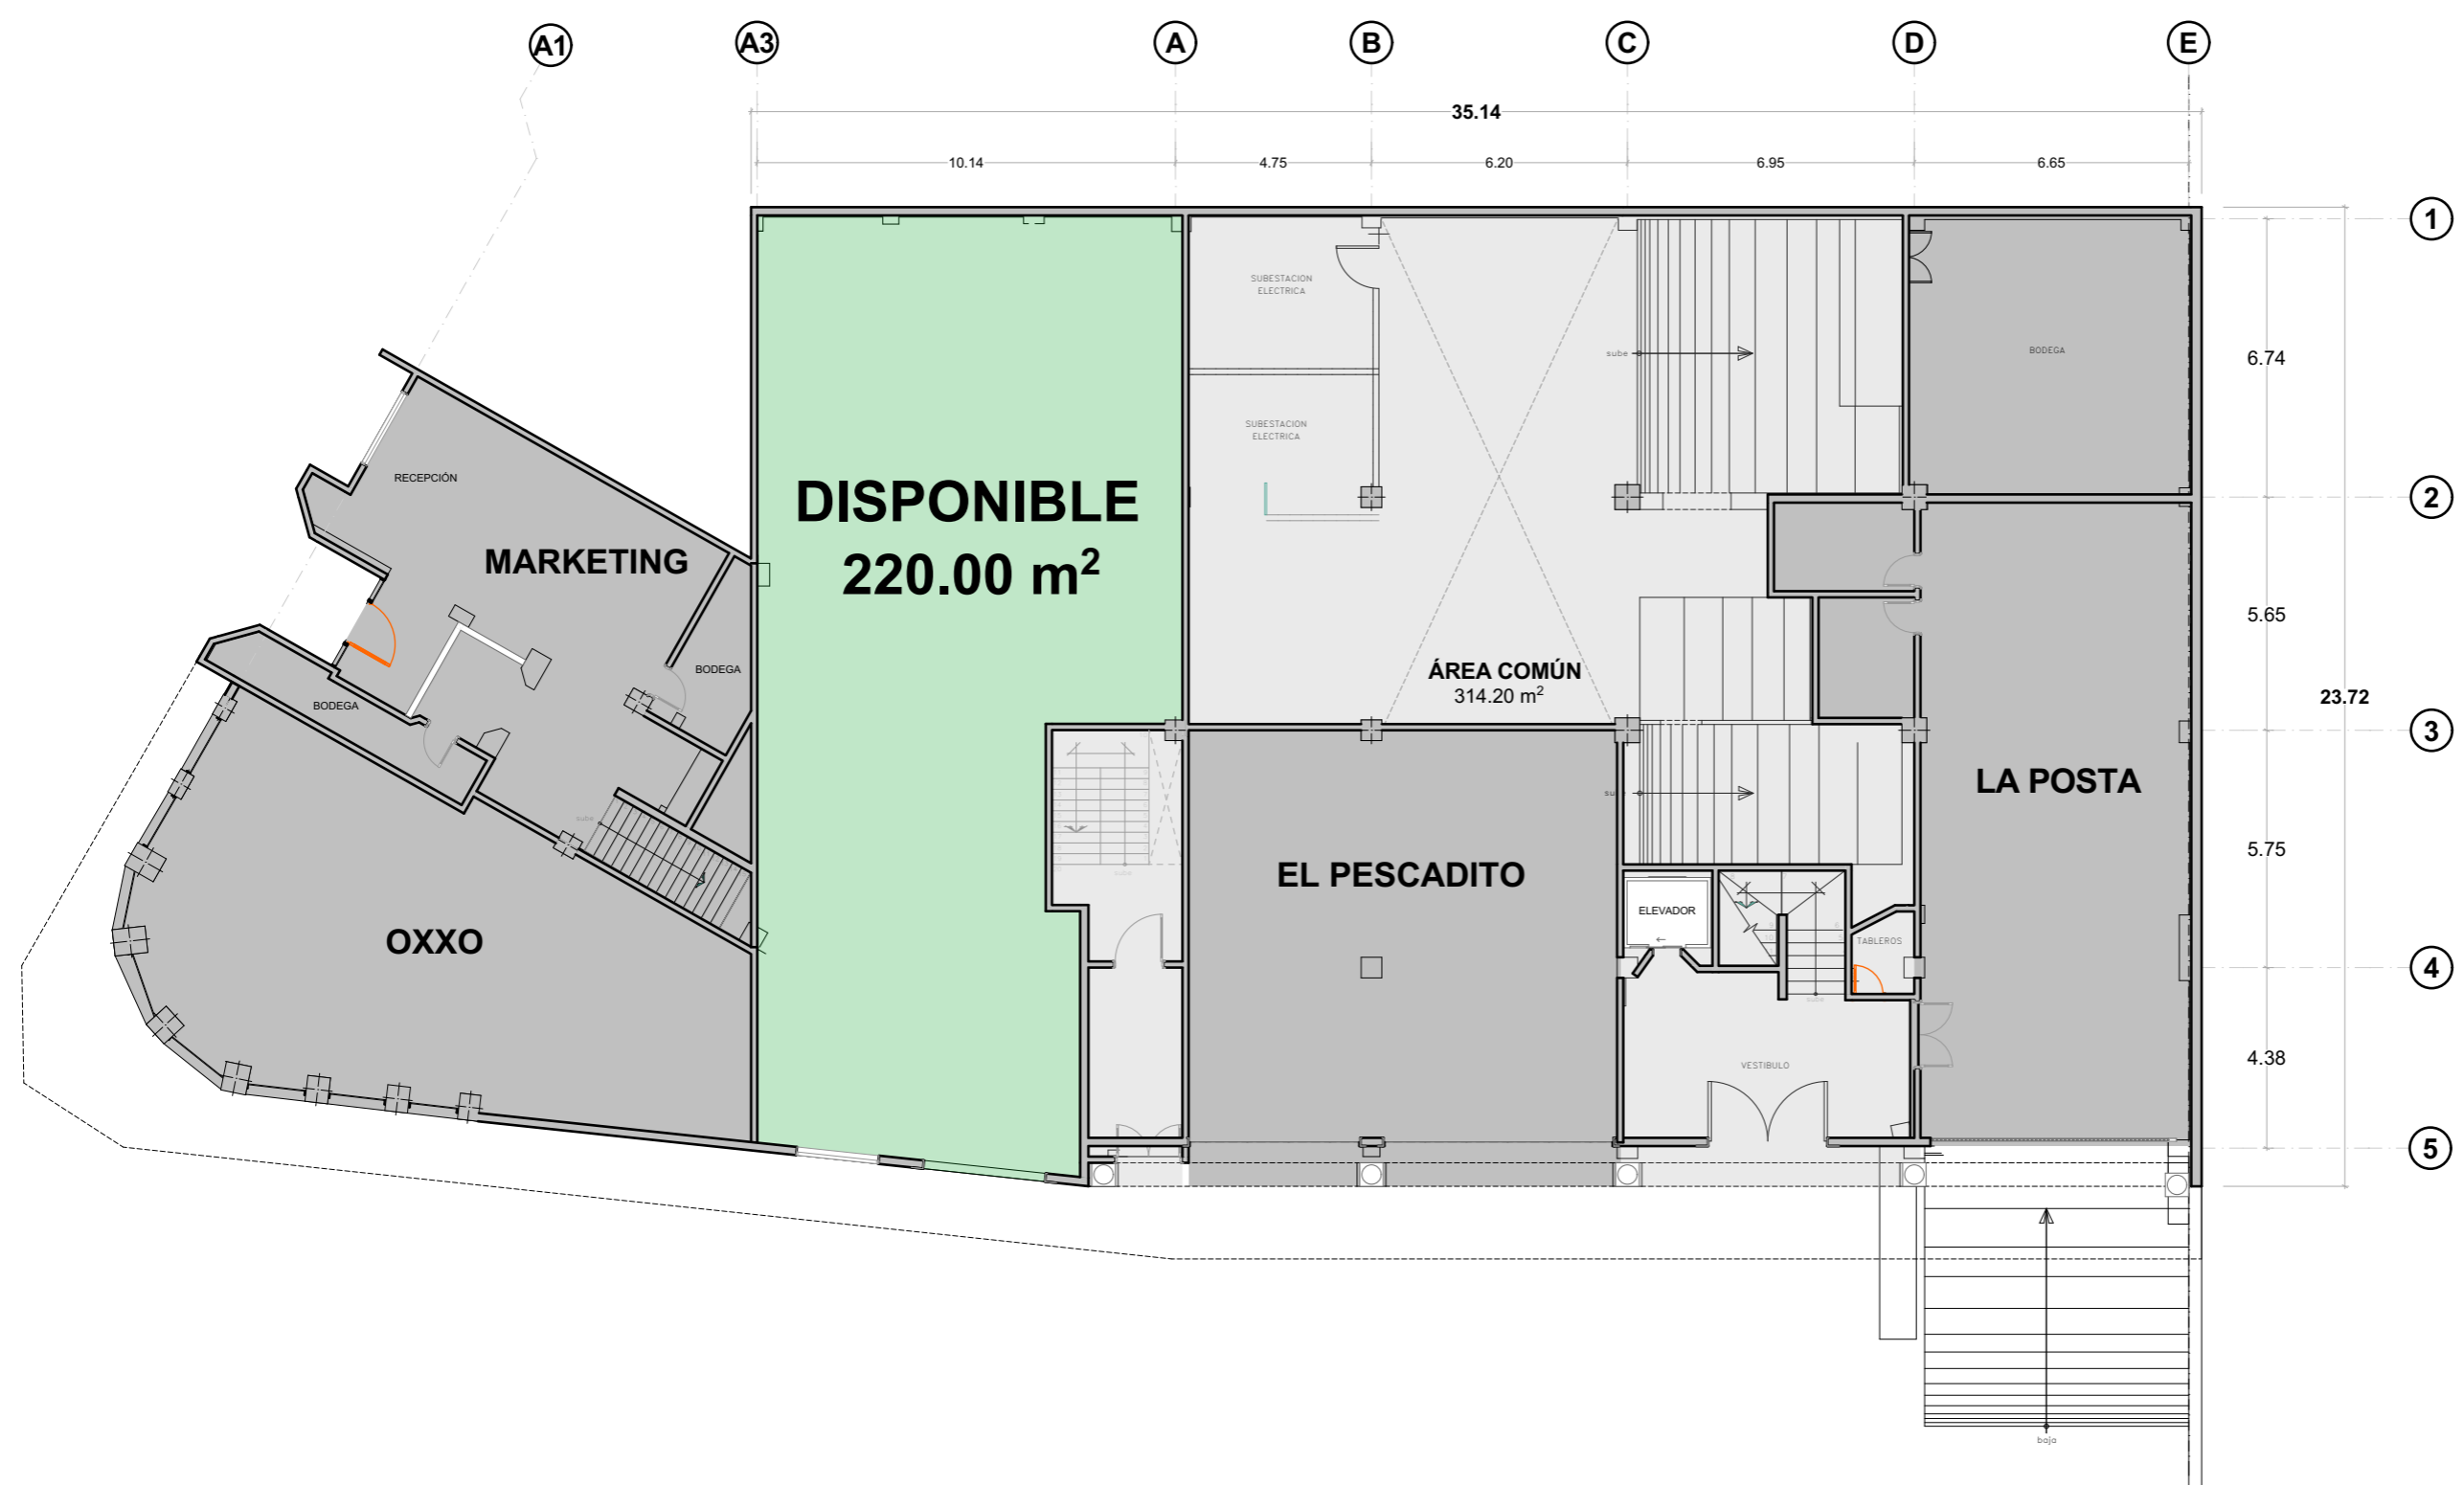 A1
A3
A
B
C
D
E
35.14
10.14
4.75
6.20
6.95
6.65
1
SUBESTACION
ELECTRICA
sube
BODEGA
6.74
SUBESTACION
ELECTRICA
RECEPCIÓN
2
DISPONIBLE
220.00 m²
MARKETING
5.65
BODEGA
ÁREA COMÚN
314.20 m²
23.72
BODEGA
3
LA POSTA
sube
EL PESCADITO
5.75
sube
ELEVADOR
OXXO
TABLEROS
4
sube
VESTIBULO
4.38
5
baja